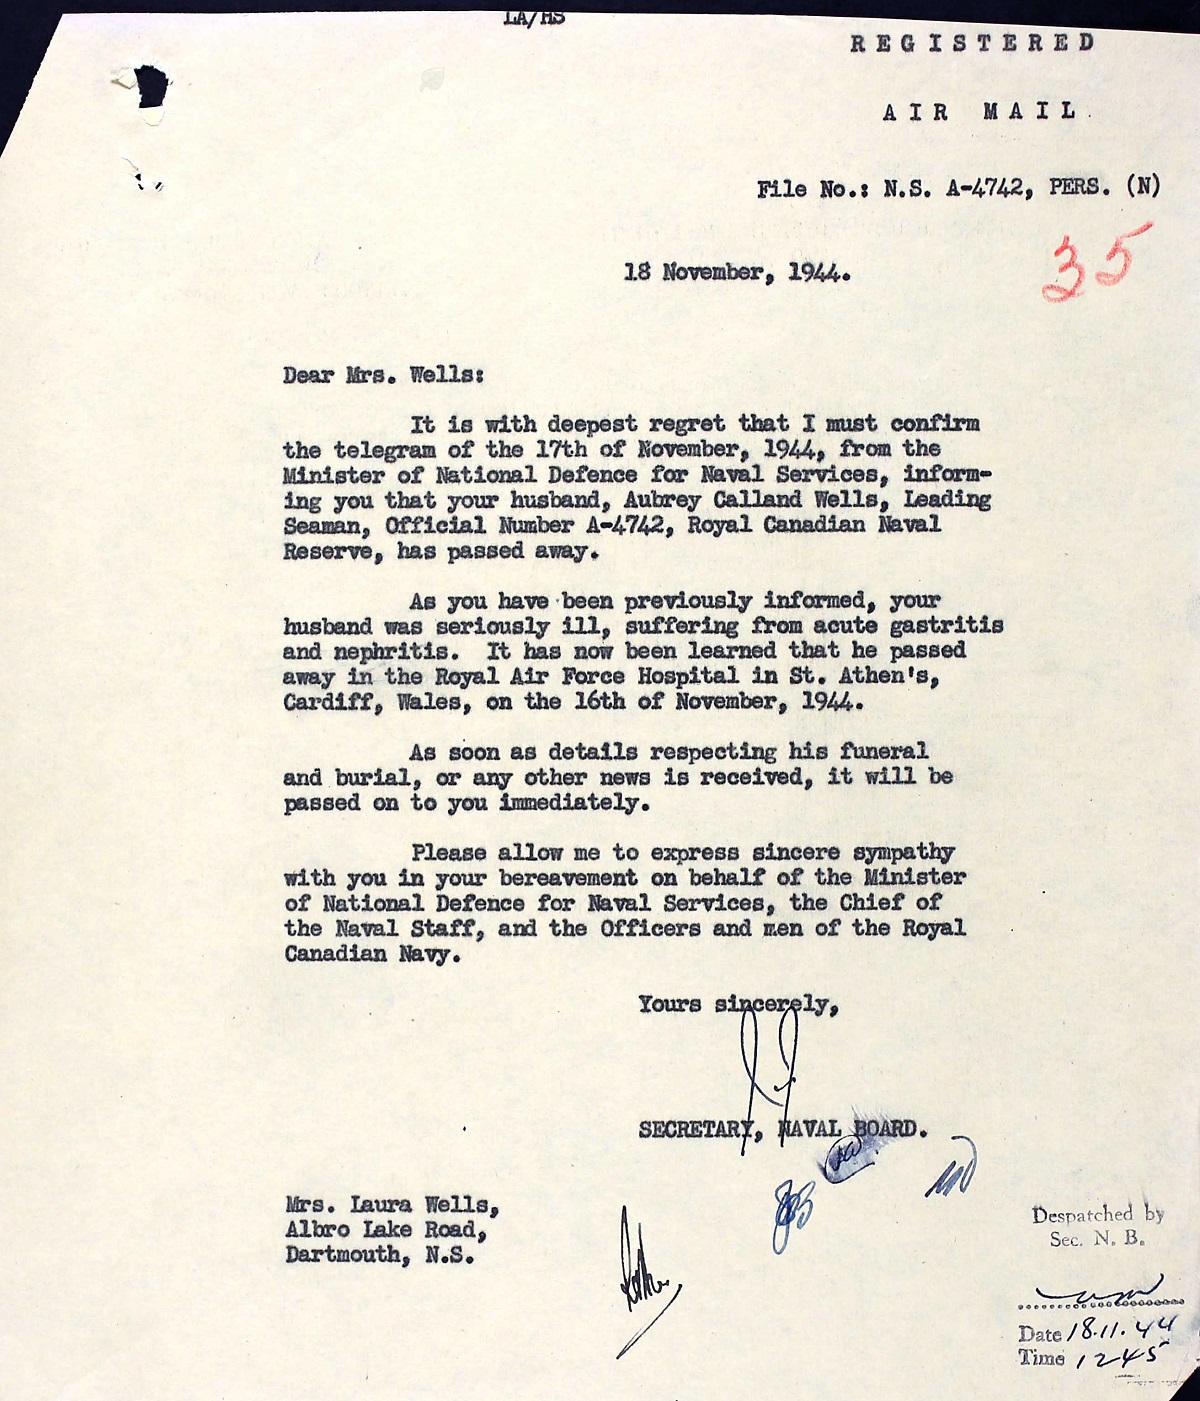 LA/HS
REGISTERED
AIR MAIL
File No.: N.S. A-4742, PERS. (N)
35
18 November, 1944.
Dear Mrs. Wells:
It is with deepest regret that I must confirm
the telegram of the 17th of November, 1944, from the
Minister of National Defence for Naval Services, inform-
ing you that your husband, Aubrey Calland Wells, Leading
Seaman, Official Number A-4742, Royal Canadian Naval
Reserve, has passed away.
As you have been previously informed, your
husband was seriously ill, suffering from acute gastritis
and nephritis. It has now been learned that he passed
away in the Royal Air Force Hospital in St. Athen's,
Cardiff, Wales, on the 16th of November, 1944.
As soon as details respecting his funeral
and burial, or any other news is received, it will be
passed on to you immediately.
Please allow me to express sincere sympathy
with you in your bereavement on behalf of the Minister
of National Defence for Naval Services, the Chief of
the Naval Staff, and the Officers and men of the Royal
Canadian Navy.
Yours sincerely,
SECRETARY, NAVAL BOARD.
Mrs. Laura Wells,
Albro Lake Road,
Dartmouth, N.S.
Despatched by
Sec. N. B.
Date 18.11.44
Time 1245